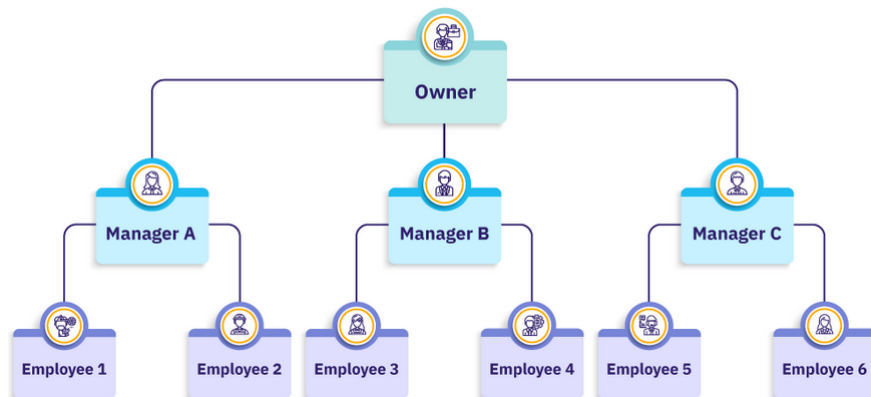 Owner
Manager A
Manager B
Manager C
Employee 1
Employee 2
Employee 3
Employee 4
Employee 5
Employee 6